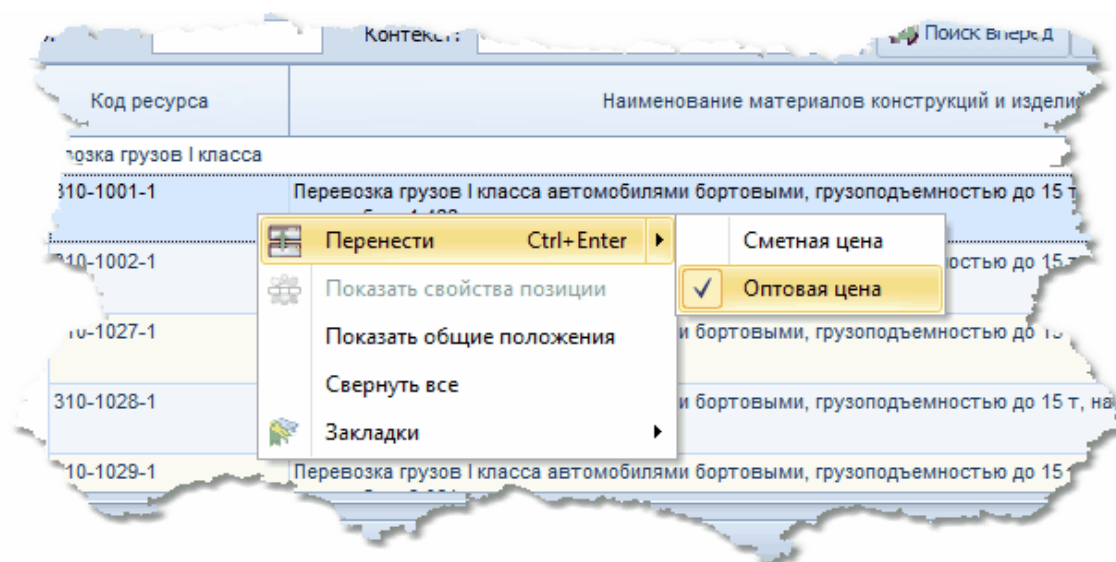 Контекст:
Поиск вперед
Код ресурса
Наименование материалов конструкций и изделий
грузов I класса
310-1001-1
Перевозка грузов I класса автомобилями бортовыми, грузоподъемностью до 15 т
Перенести Ctrl+Enter
Сметная цена
310-1002-1
до 15 т
Показать свойства позиции
Оптовая цена
10-1027-1
Показать общие положения
и бортовыми, грузоподъемностью до 15
Свернуть все
310-1028-1
и бортовыми, грузоподъемностью до 15 т, на
Закладки
10-1029-1
Перевозка грузов I класса автомобилями бортовыми, грузоподъемностью до 15